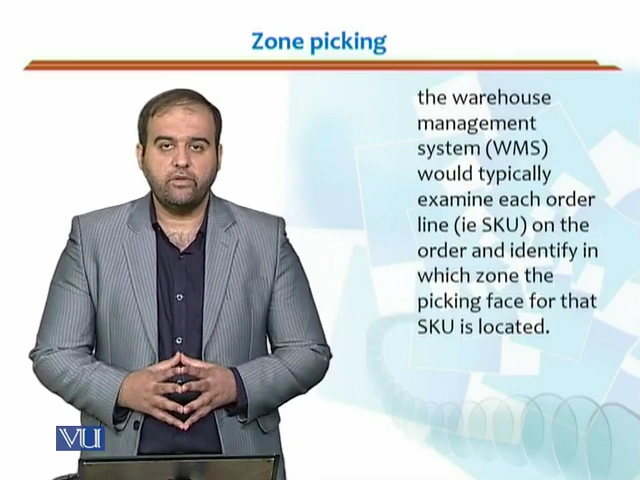 Zone picking
the warehouse
management
system (WMS)
would typically
examine each order
line (ie SKU) on the
order and identify in
which zone the
picking face for that
SKU is located.
VU